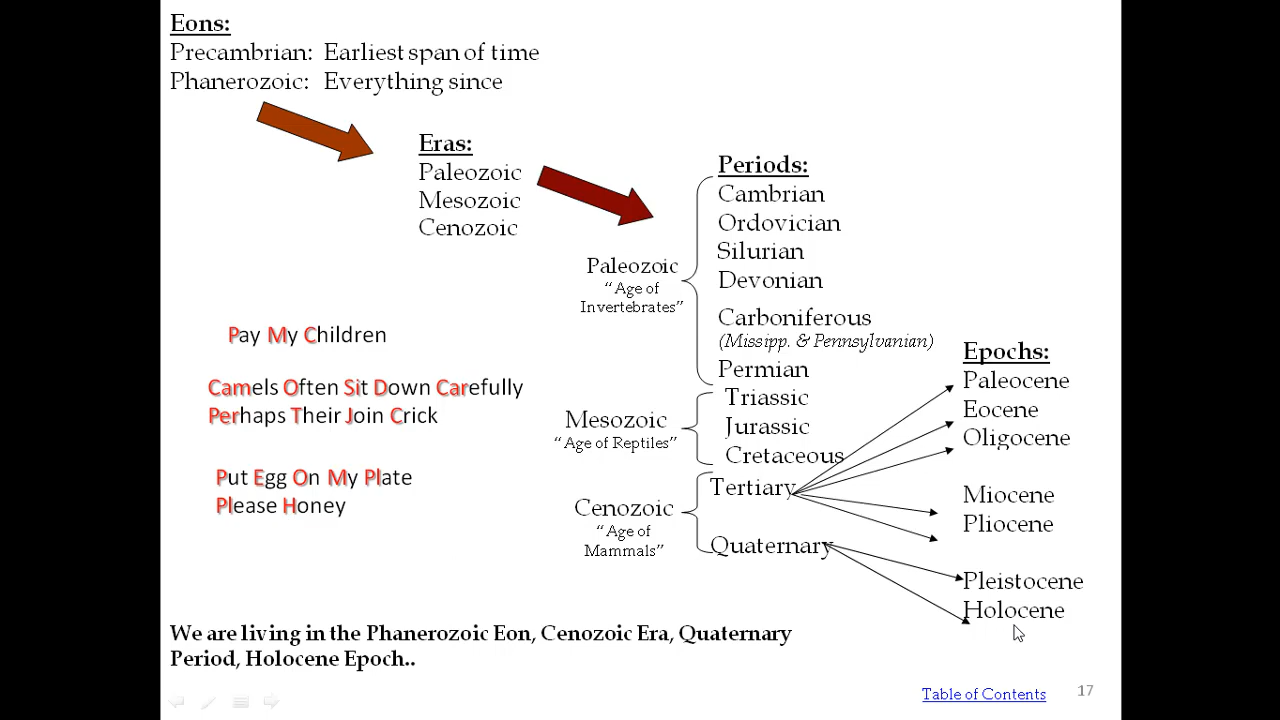 Eons:
Precambrian: Earliest span of time
Phanerozoic: Everything since
Eras:
Paleozoic
Mesozoic
Cenozoic
Periods:
Cambrian
Ordovician
Silurian
Devonian
Carboniferous
(Missipp. & Pennsylvanian)
Permian
Triassic
Jurassic
Cretaceous
Tertiary
Quaternary
Paleozoic
“Age of
Invertebrates”
Mesozoic
“Age of Reptiles”
Cenozoic
“Age of
Mammals”
Epochs:
Paleocene
Eocene
Oligocene
Miocene
Pliocene
Pleistocene
Holocene
Pay My Children
Camels Often Sit Down Carefully
Perhaps Their Join Crick
Put Egg On My Plate
Please Honey
We are living in the Phanerozoic Eon, Cenozoic Era, Quaternary
Period, Holocene Epoch..
Table of Contents
17